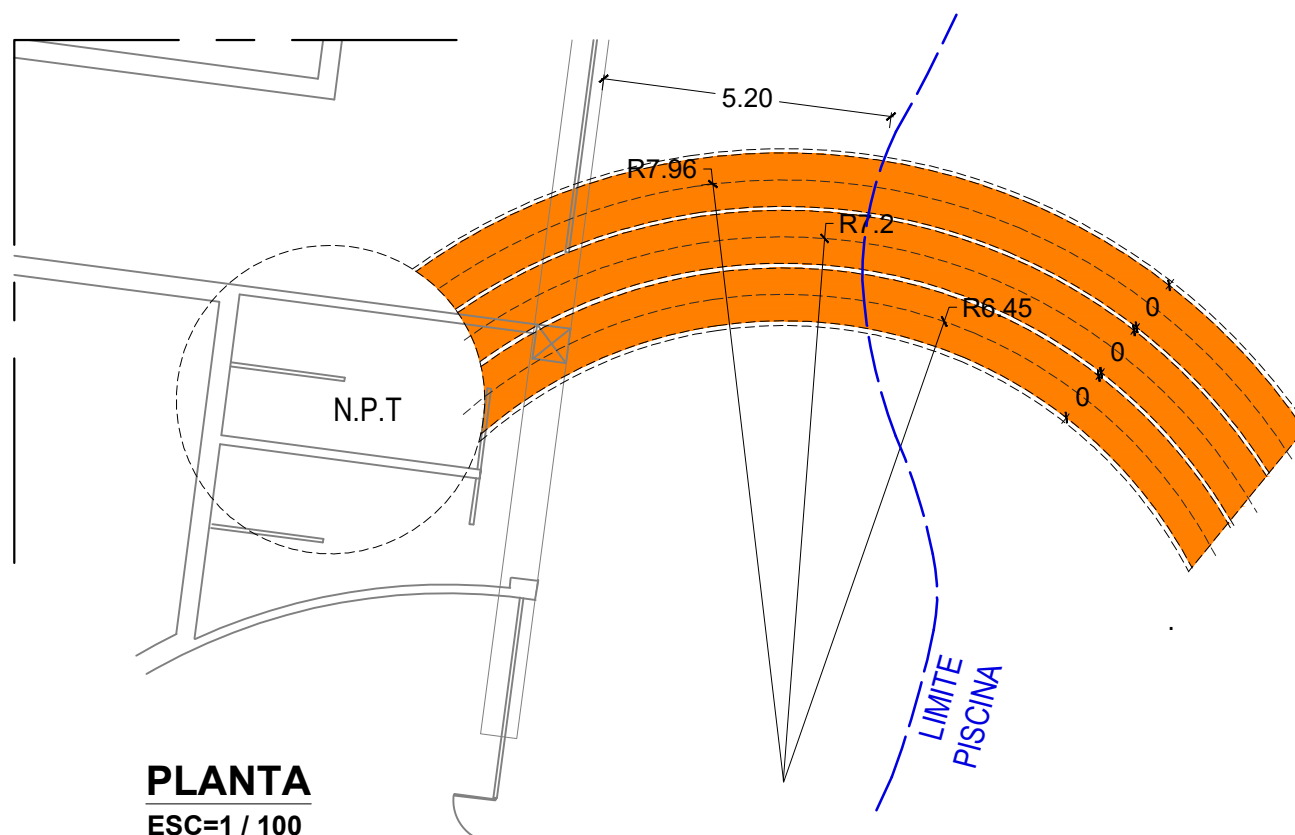 5.20
R7.96
R7.2
R6.45
0
0
0
N.P.T
LIMITE
PISCINA
PLANTA
ESC=1 / 100